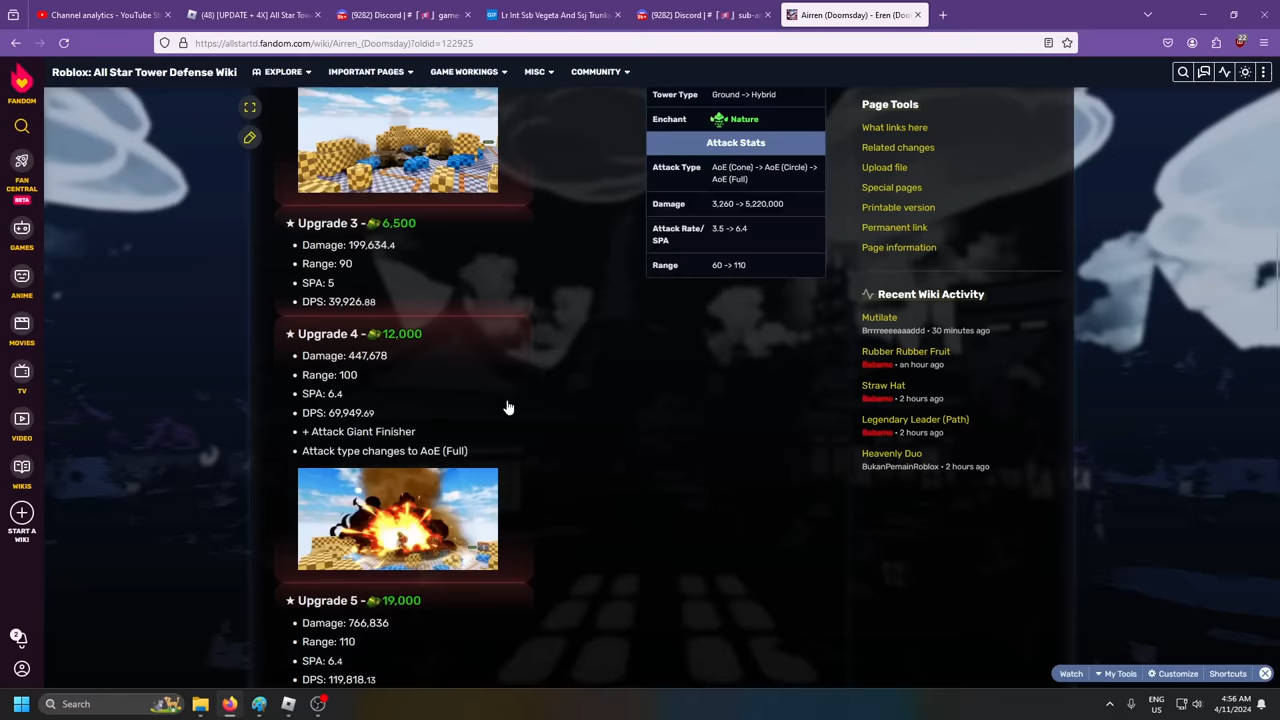 (1) YouTube St
(48) [UPDATE + 4X] All Star Tow
(9282) Discord | #
game
Lr Int Ssb Vegeta And Ssj Trunks
(9282) Discord | #
sub-a
Airren (Doomsday) - Eren (Doo
https://allstartd.fandom.com/wiki/Airren_(Doomsday)?oldid=122925
22
Roblox: All Star Tower Defense Wiki
EXPLORE
IMPORTANT PAGES
GAME WORKINGS
MISC
COMMUNITY
FANDOM
FAN
CENTRAL
BETA
GAMES
ANIME
MOVIES
TV
VIDEO
WIKIS
START A
WIKI
2
★ Upgrade 3 - 6,500
Damage: 199,634.4
Range: 90
SPA: 5
DPS: 39,926.88
★ Upgrade 4 - 12,000
Damage: 447,678
Range: 100
SPA: 6.4
DPS: 69,949.69
+ Attack Giant Finisher
Attack type changes to AoE (Full)
★ Upgrade 5 - 19,000
Damage: 766,836
Range: 110
SPA: 6.4
DPS: 119,818.13
Tower Type Ground -> Hybrid
Enchant Nature
Attack Stats
Attack Type AoE (Cone) -> AoE (Circle) ->
AoE (Full)
Damage 3,260 -> 5,220,000
Attack Rate/ 3.5 -> 6.4
SPA
Range 60 -> 110
Page Tools
What links here
Related changes
Upload file
Special pages
Printable version
Permanent link
Page information
Recent Wiki Activity
Mutilate
Brrrreeeeaaaddd • 30 minutes ago
Rubber Rubber Fruit
• an hour ago
Straw Hat
• 2 hours ago
Legendary Leader (Path)
• 2 hours ago
Heavenly Duo
BukanPemainRoblox • 2 hours ago
Watch
My Tools
Customize
Shortcuts
Search
ENG
US
4:56 AM
4/11/2024